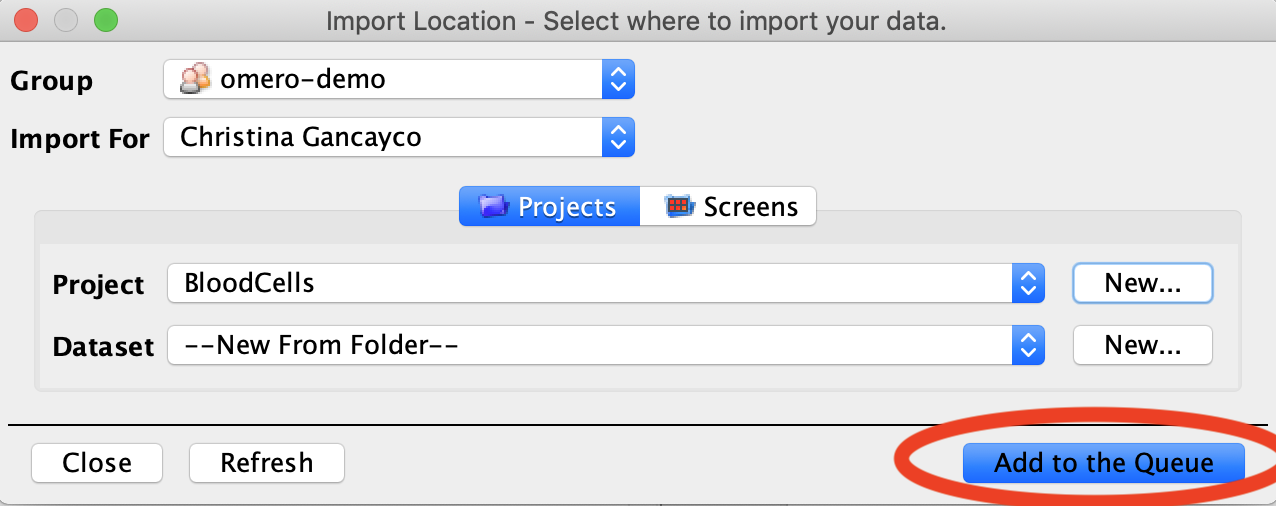 Import Location - Select where to import your data.
Group omero-demo
Import For Christina Gancayco
Projects Screens
Project BloodCells New...
Dataset --New From Folder-- New...
Close Refresh Add to the Queue